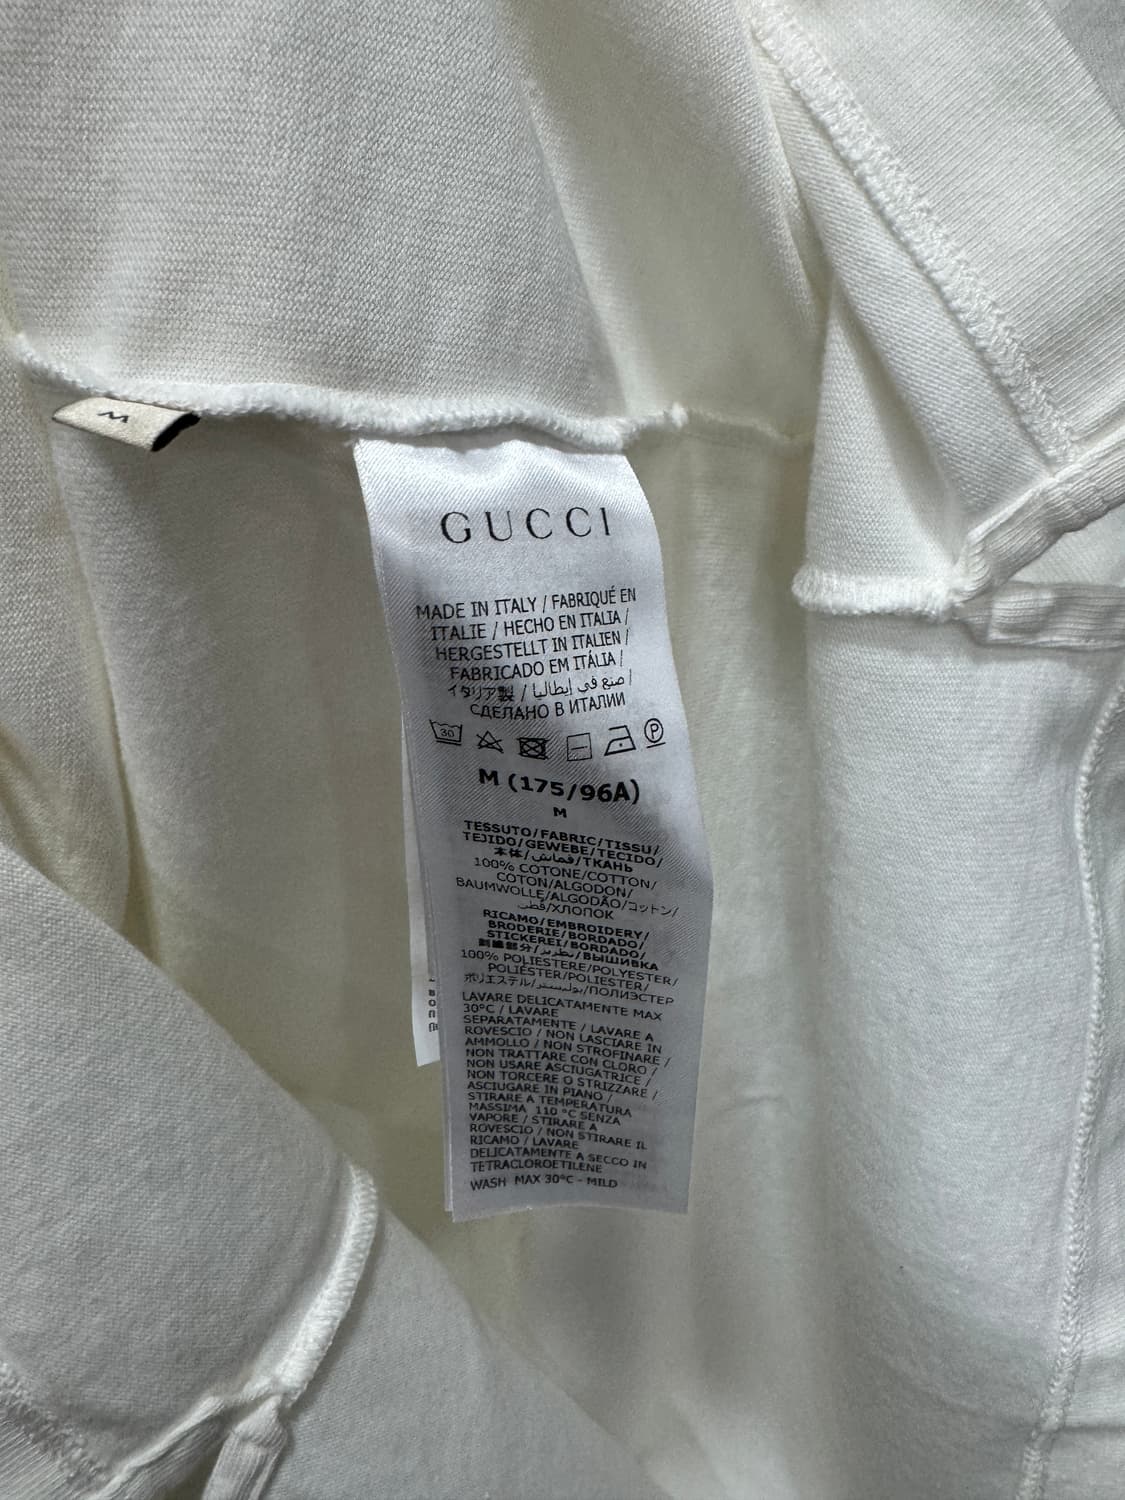 M
GUCCI
MADE IN ITALY / FABRIQUÉ EN
ITALIE / HECHO EN ITALIA /
HERGESTELLT IN ITALIEN /
FABRICADO EM ITÁLIA /
イタリア製 / صنع في إيطاليا /
СДЕЛАНО В ИТАЛИИ
30 P
M (175/96A)
M
TESSUTO/FABRIC/TISSU/
TEJIDO/GEWEBE/TECIDO/
本体/قماش/ТКАНЬ
100% COTONE/COTTON/
COTON/ALGODON/
BAUMWOLLE/ALGODÃO/コットン/
قطن/ХЛОПОК
RICAMO/EMBROIDERY/
BRODERIE/BORDADO/
STICKEREI/BORDADO/
刺繍部分/تطريز/ВЫШИВКА
100% POLIESTERE/POLYESTER/
POLIÉSTER/POLIESTER/
ポリエステル/بوليستر/ПОЛИЭСТЕР
LAVARE DELICATAMENTE MAX
30°C / LAVARE
SEPARATAMENTE / LAVARE A
ROVESCIO / NON LASCIARE IN
AMMOLLO / NON STROFINARE /
NON TRATTARE CON CLORO /
NON USARE ASCIUGATRICE /
NON TORCERE O STRIZZARE /
ASCIUGARE IN PIANO /
STIRARE A TEMPERATURA
MASSIMA 110 °C SENZA
VAPORE / STIRARE A
ROVESCIO / NON STIRARE IL
RICAMO / LAVARE
DELICATAMENTE A SECCO IN
TETRACLOROETILENE
WASH MAX 30°C - MILD